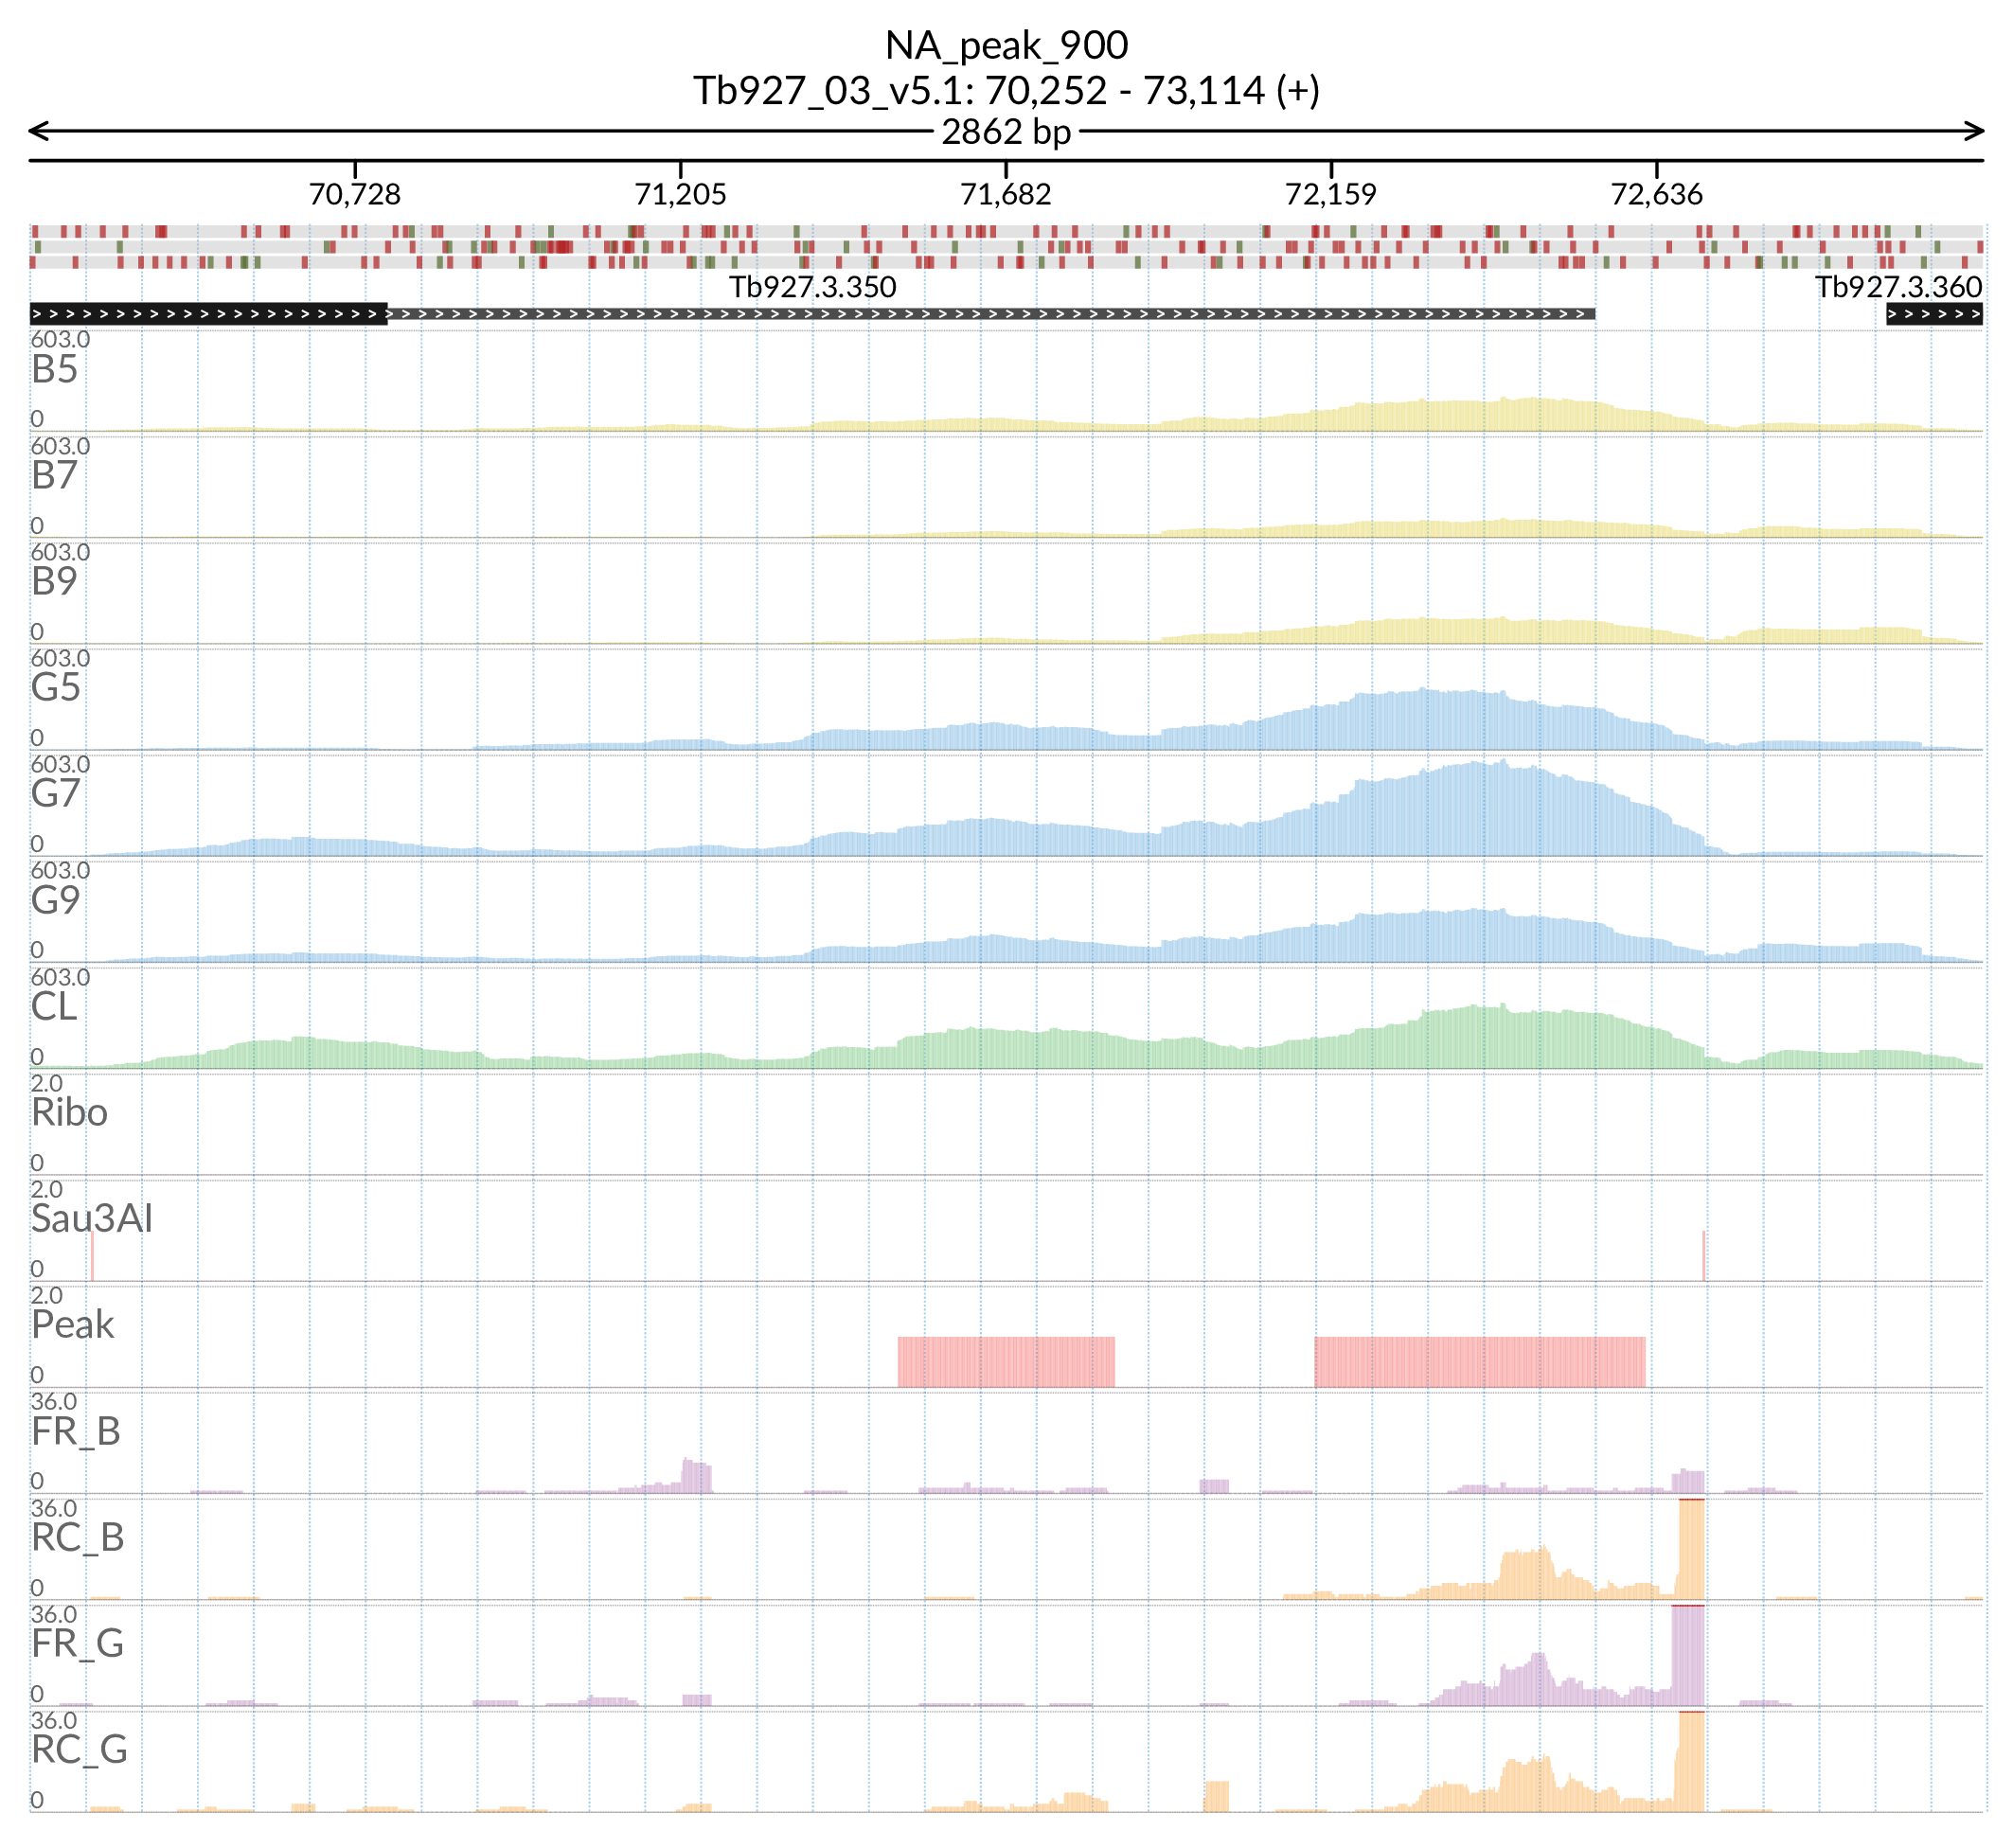 NA_peak_900
Tb927_03_v5.1: 70,252 - 73,114 (+)
2862 bp
70,728 71,205 71,682 72,159 72,636
Tb927.3.350 Tb927.3.360
603.0
B5
0
603.0
B7
0
603.0
B9
0
603.0
G5
0
603.0
G7
0
603.0
G9
0
603.0
CL
0
2.0
Ribo
0
2.0
Sau3AI
0
2.0
Peak
0
36.0
FR_B
0
36.0
RC_B
0
36.0
FR_G
0
36.0
RC_G
0